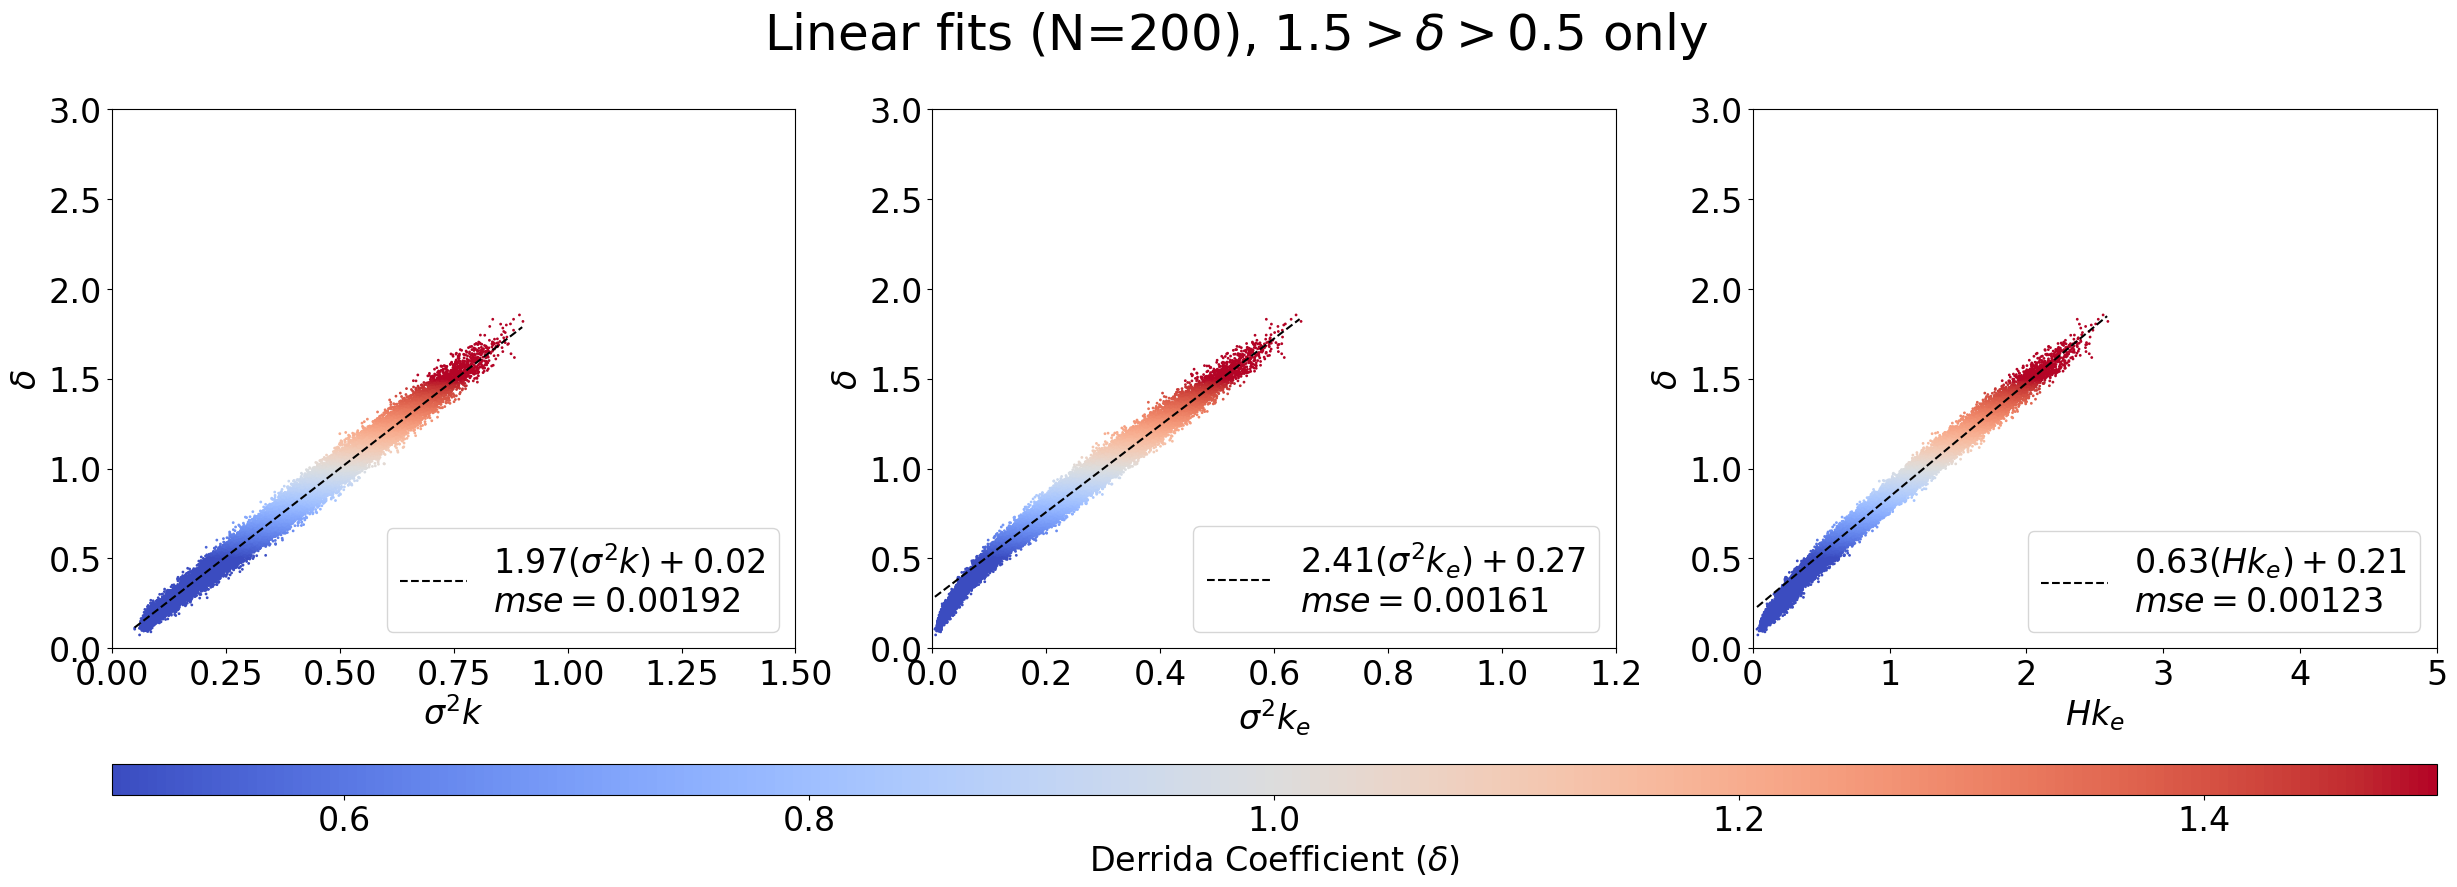 Linear fits (N=200), 1.5 > δ > 0.5 only
3.0
2.5
2.0
1.5
1.0
0.5
0.0
δ
0.00 0.25 0.50 0.75 1.00 1.25 1.50
σ²k
1.97(σ²k) + 0.02
mse = 0.00192
3.0
2.5
2.0
1.5
1.0
0.5
0.0
δ
0.0 0.2 0.4 0.6 0.8 1.0 1.2
σ²kₑ
2.41(σ²kₑ) + 0.27
mse = 0.00161
3.0
2.5
2.0
1.5
1.0
0.5
0.0
δ
0 1 2 3 4 5
Hkₑ
0.63(Hkₑ) + 0.21
mse = 0.00123
0.6 0.8 1.0 1.2 1.4
Derrida Coefficient (δ)